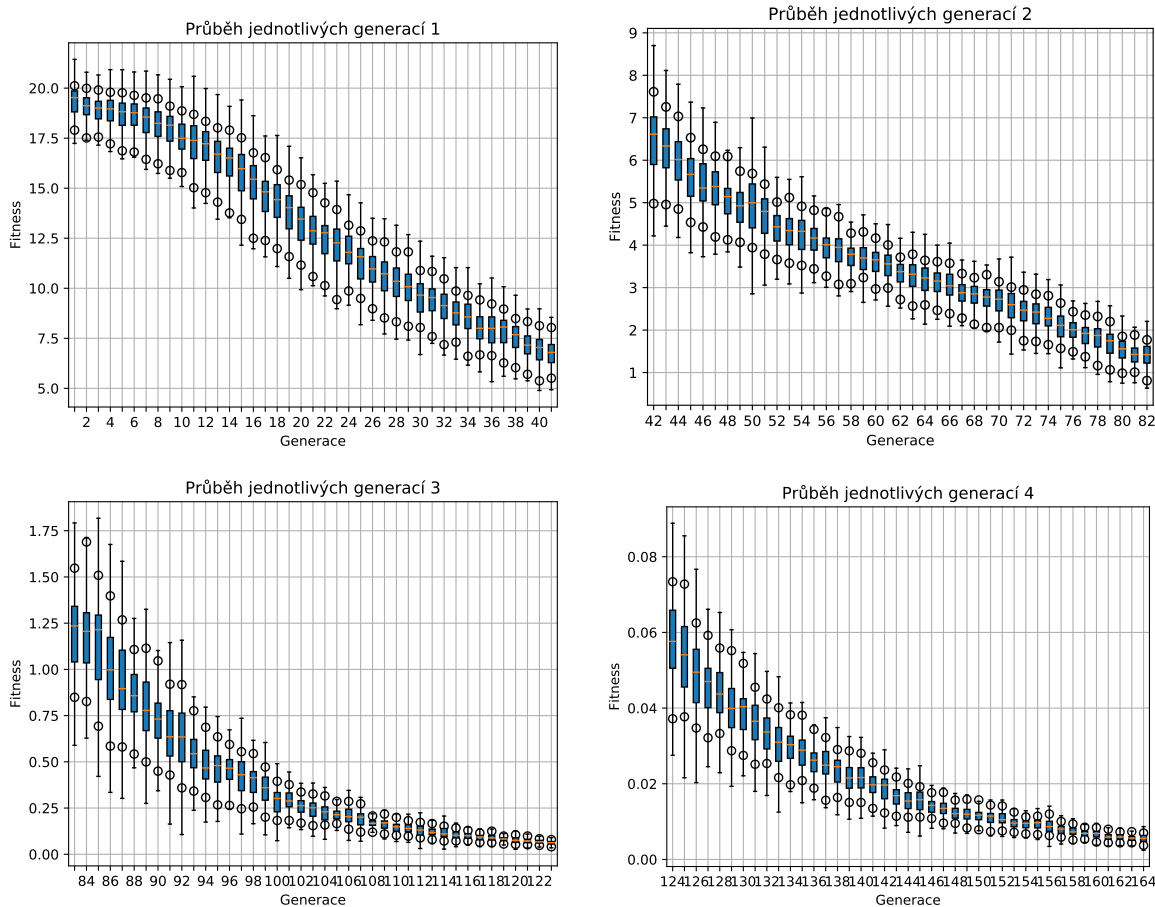 Průběh jednotlivých generací 1
20.0
17.5
15.0
12.5
10.0
7.5
5.0
Fitness
2 4 6 8 10 12 14 16 18 20 22 24 26 28 30 32 34 36 38 40
Generace
Průběh jednotlivých generací 2
9
8
7
6
5
4
3
2
1
Fitness
42 44 46 48 50 52 54 56 58 60 62 64 66 68 70 72 74 76 78 80 82
Generace
Průběh jednotlivých generací 3
1.75
1.50
1.25
1.00
0.75
0.50
0.25
0.00
Fitness
84 86 88 90 92 94 96 98 100 102 104 106 108 110 112 114 116 118 120 122
Generace
Průběh jednotlivých generací 4
0.08
0.06
0.04
0.02
0.00
Fitness
124 126 128 130 132 134 136 138 140 142 144 146 148 150 152 154 156 158 160 162 164
Generace